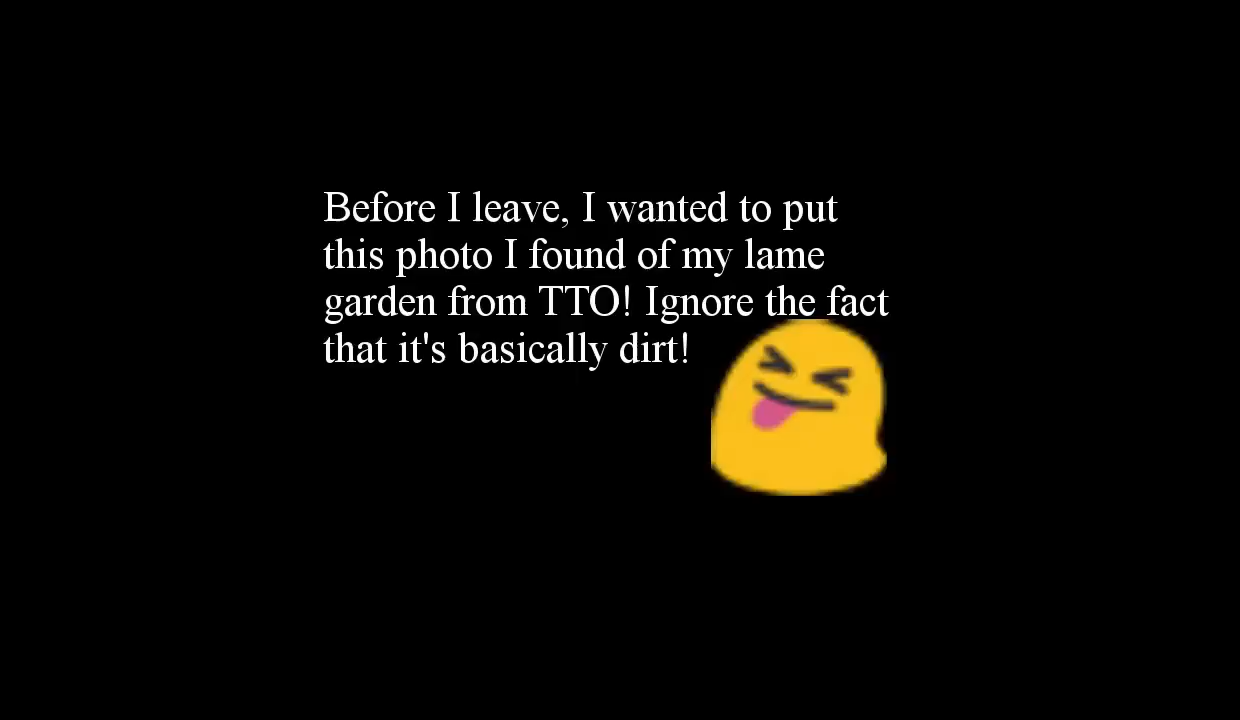 Before I leave, I wanted to put
this photo I found of my lame
garden from TTO! Ignore the fact
that it's basically dirt!